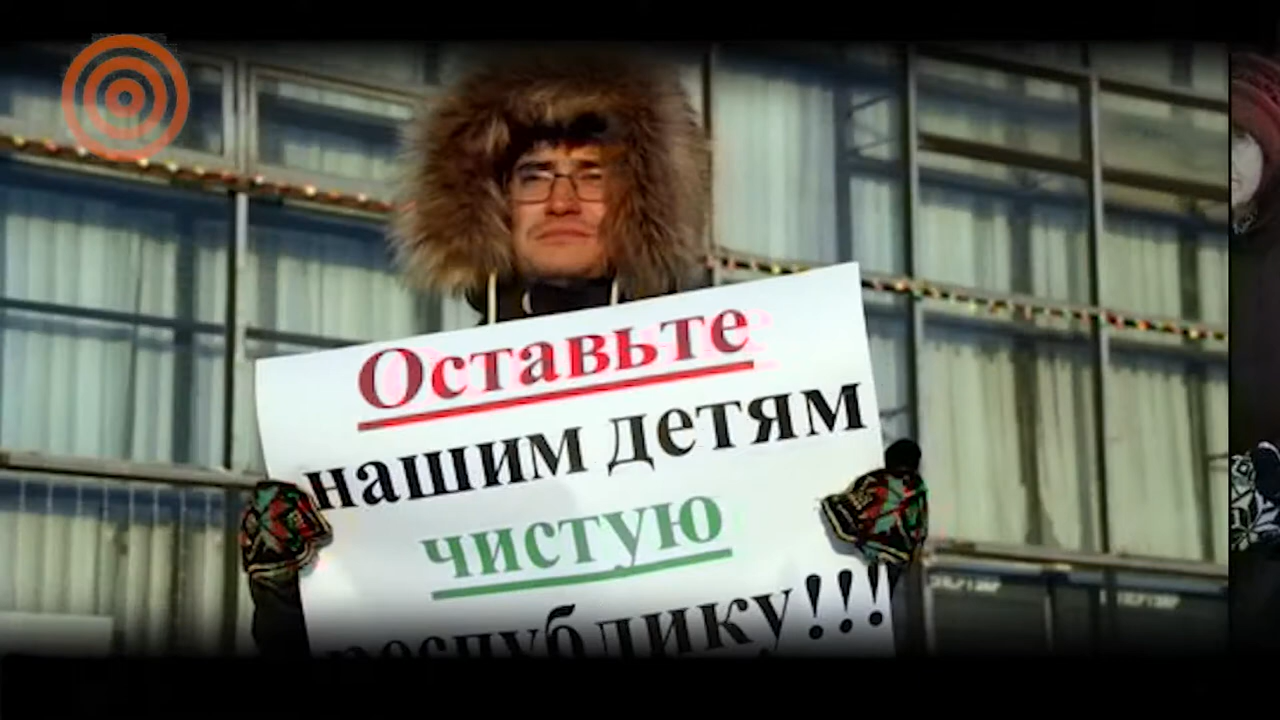 Оставьте
нашим детям
чистую
республику!!!